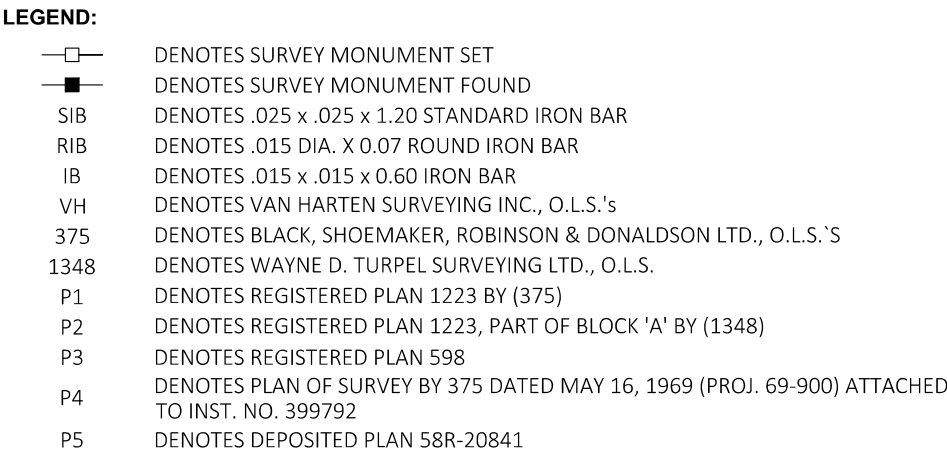 LEGEND:
DENOTES SURVEY MONUMENT SET
DENOTES SURVEY MONUMENT FOUND
SIB DENOTES .025 x .025 x 1.20 STANDARD IRON BAR
RIB DENOTES .015 DIA. X 0.07 ROUND IRON BAR
IB DENOTES .015 x .015 x 0.60 IRON BAR
VH DENOTES VAN HARTEN SURVEYING INC., O.L.S.'s
375 DENOTES BLACK, SHOEMAKER, ROBINSON & DONALDSON LTD., O.L.S.`S
1348 DENOTES WAYNE D. TURPEL SURVEYING LTD., O.L.S.
P1 DENOTES REGISTERED PLAN 1223 BY (375)
P2 DENOTES REGISTERED PLAN 1223, PART OF BLOCK 'A' BY (1348)
P3 DENOTES REGISTERED PLAN 598
P4 DENOTES PLAN OF SURVEY BY 375 DATED MAY 16, 1969 (PROJ. 69-900) ATTACHED
TO INST. NO. 399792
P5 DENOTES DEPOSITED PLAN 58R-20841